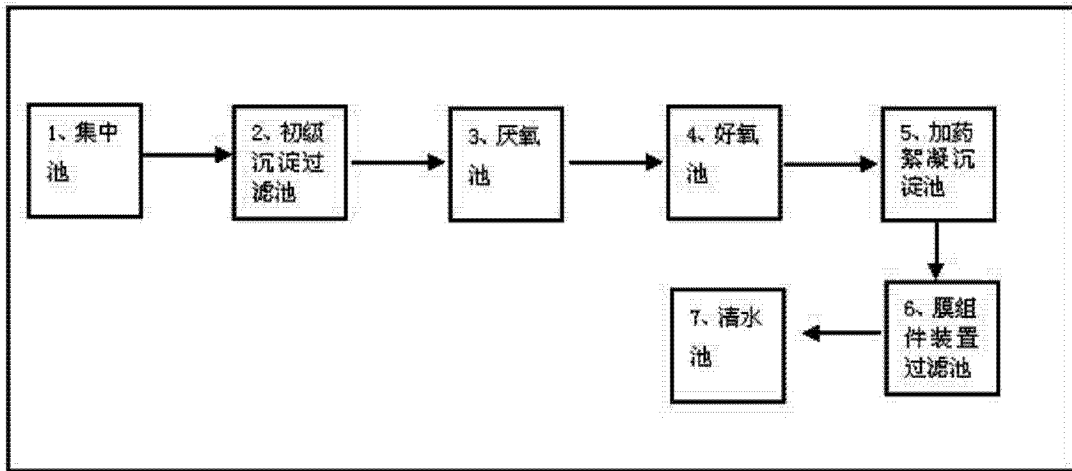 1、集中
池
2、初级
沉淀过
滤池
3、厌氧
池
4、好氧
池
5、加药
絮凝沉
淀池
6、膜组
件装置
过滤池
7、清水
池